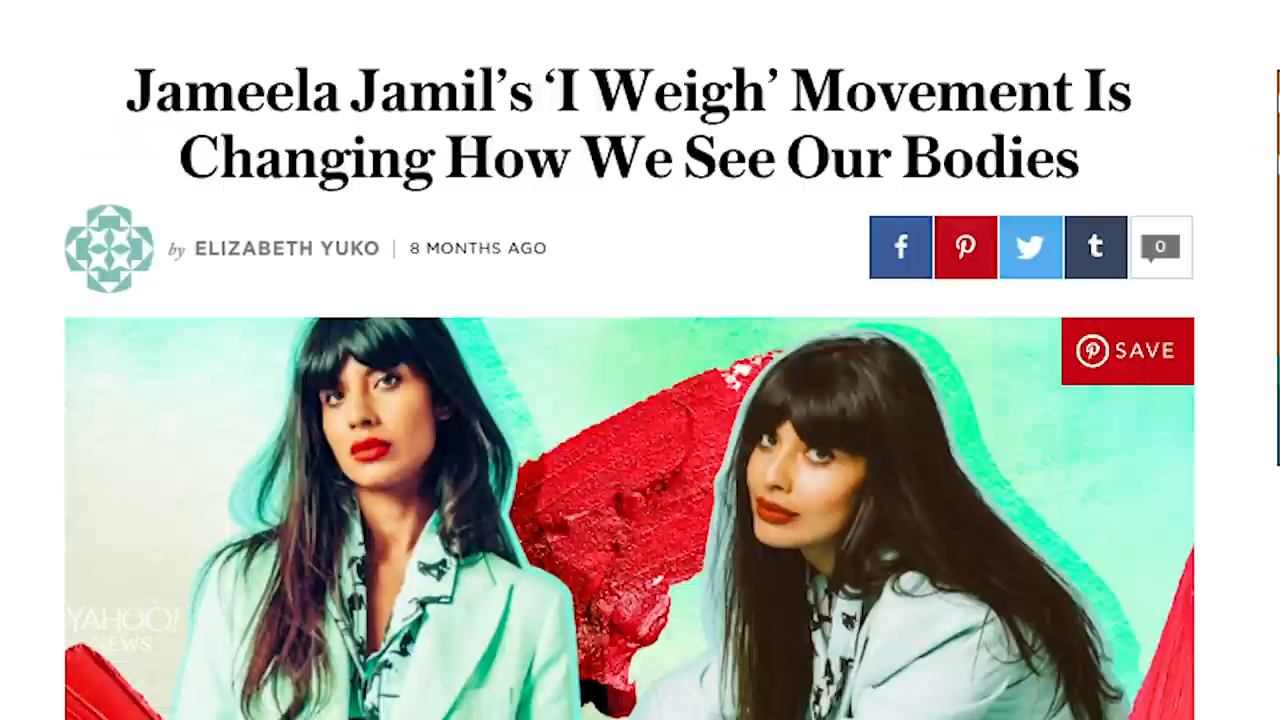 Jameela Jamil's ‘I Weigh’ Movement Is
Changing How We See Our Bodies
by ELIZABETH YUKO | 8 MONTHS AGO
0
SAVE
YAHOO!
NEWS